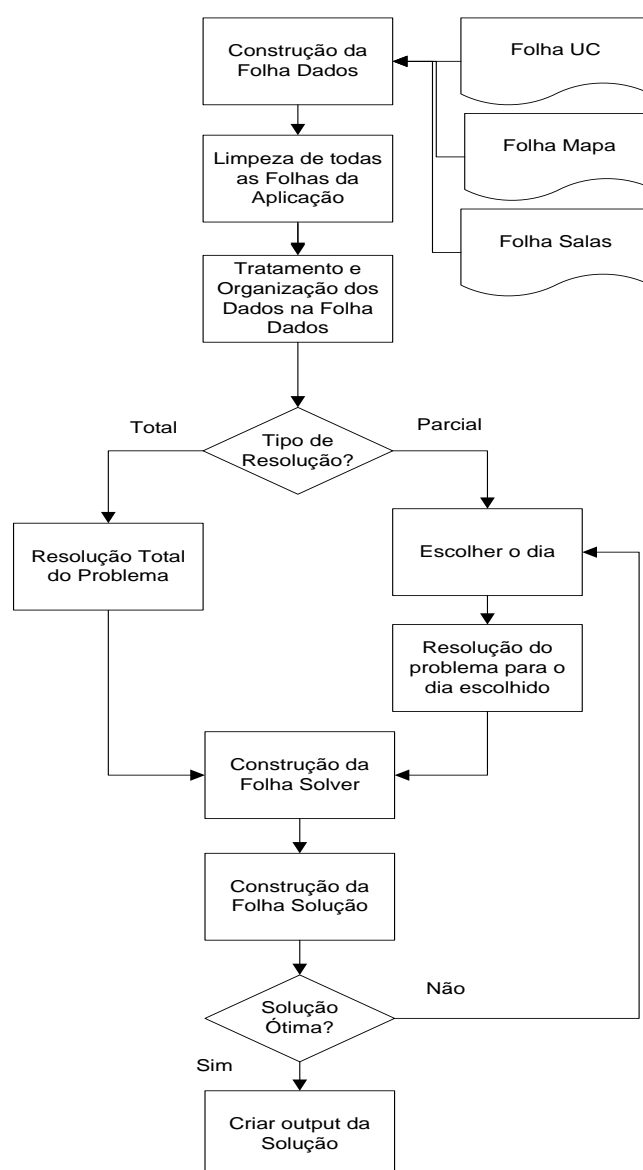 Construção da
Folha Dados
Folha UC
Folha Mapa
Folha Salas
Limpeza de todas
as Folhas da
Aplicação
Tratamento e
Organização dos
Dados na Folha
Dados
Tipo de
Resolução?
Total
Parcial
Resolução Total
do Problema
Escolher o dia
Resolução do
problema para o
dia escolhido
Construção da
Folha Solver
Construção da
Folha Solução
Solução
Ótima?
Não
Sim
Criar output da
Solução